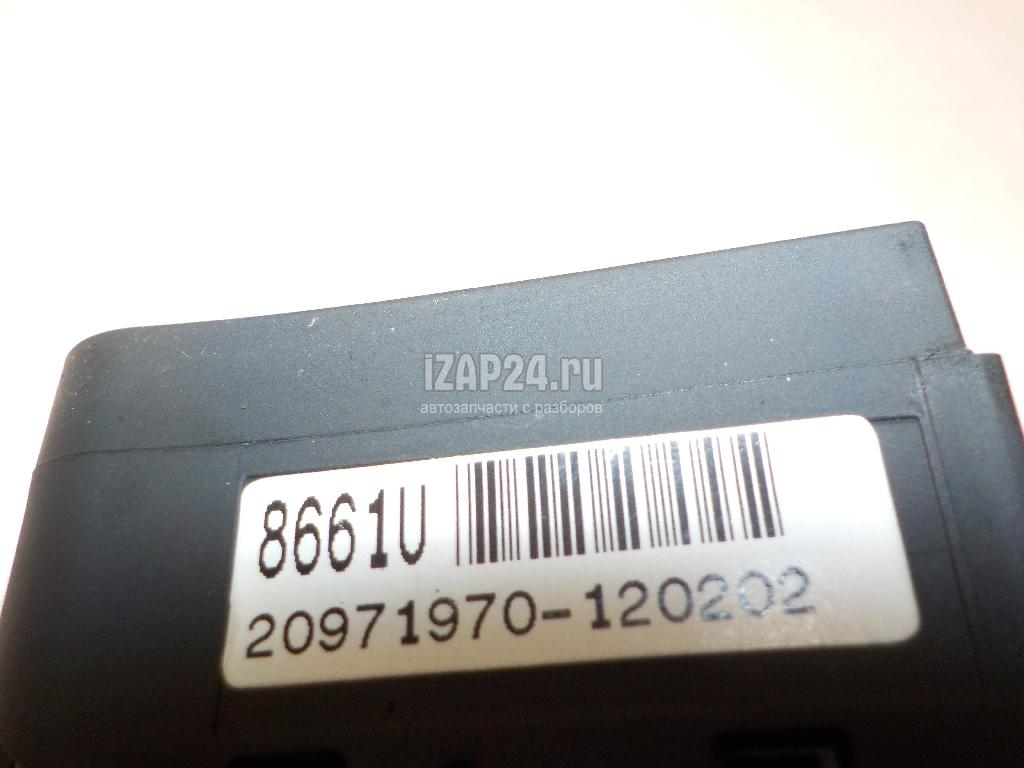 iZAP24.ru
автозапчасти с разборов
8661U
20971970-120202